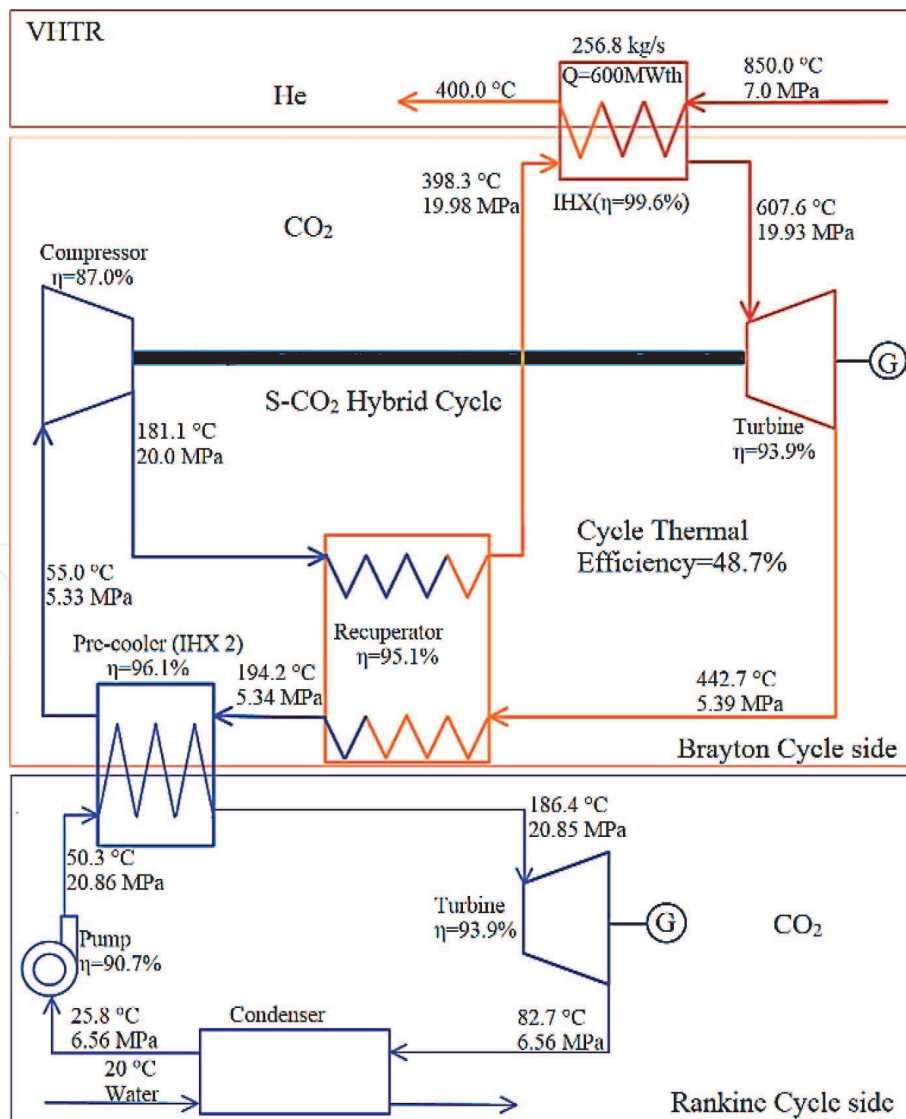 VHTR
256.8 kg/s
Q=600MWth
850.0 °C
7.0 MPa
He
400.0 °C
398.3 °C
19.98 MPa
IHX(η=99.6%)
607.6 °C
19.93 MPa
CO₂
Compressor
η=87.0%
S-CO₂ Hybrid Cycle
G
181.1 °C
20.0 MPa
Turbine
η=93.9%
Cycle Thermal
Efficiency=48.7%
55.0 °C
5.33 MPa
Recuperator
η=95.1%
Pre-cooler (IHX 2)
η=96.1%
194.2 °C
5.34 MPa
442.7 °C
5.39 MPa
Brayton Cycle side
186.4 °C
20.85 MPa
50.3 °C
20.86 MPa
Turbine
η=93.9%
G
CO₂
Pump
η=90.7%
25.8 °C
6.56 MPa
Condenser
82.7 °C
6.56 MPa
20 °C
Water
Rankine Cycle side